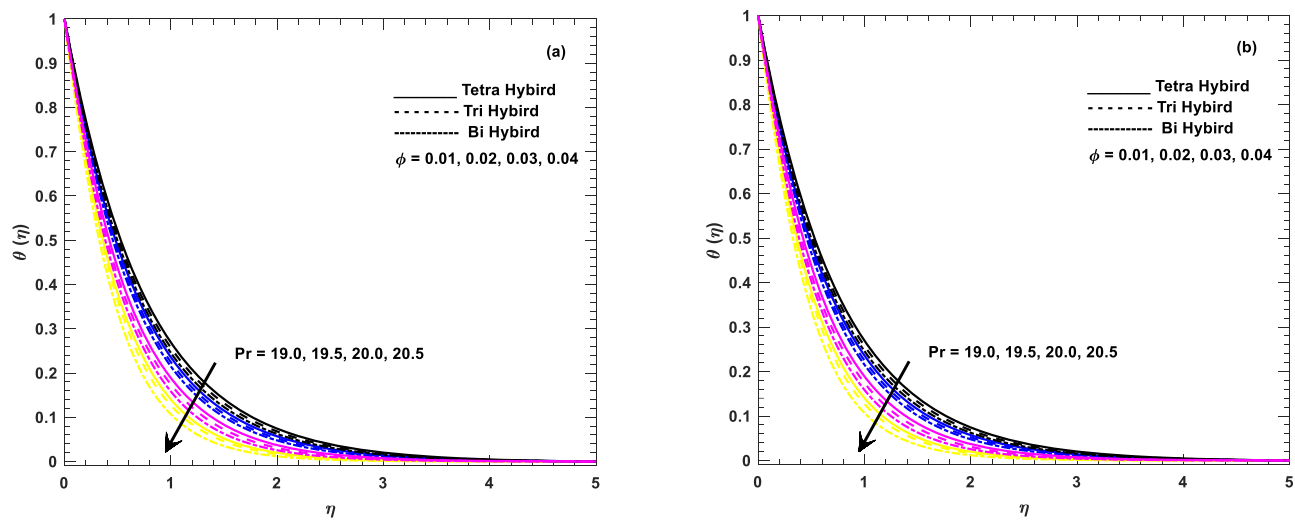 (a)
Tetra Hybird
Tri Hybird
Bi Hybird
ϕ = 0.01, 0.02, 0.03, 0.04
Pr = 19.0, 19.5, 20.0, 20.5
θ (η)
1
0.9
0.8
0.7
0.6
0.5
0.4
0.3
0.2
0.1
0
0 1 2 3 4 5
η
(b)
Tetra Hybird
Tri Hybird
Bi Hybird
ϕ = 0.01, 0.02, 0.03, 0.04
Pr = 19.0, 19.5, 20.0, 20.5
θ (η)
1
0.9
0.8
0.7
0.6
0.5
0.4
0.3
0.2
0.1
0
0 1 2 3 4 5
η